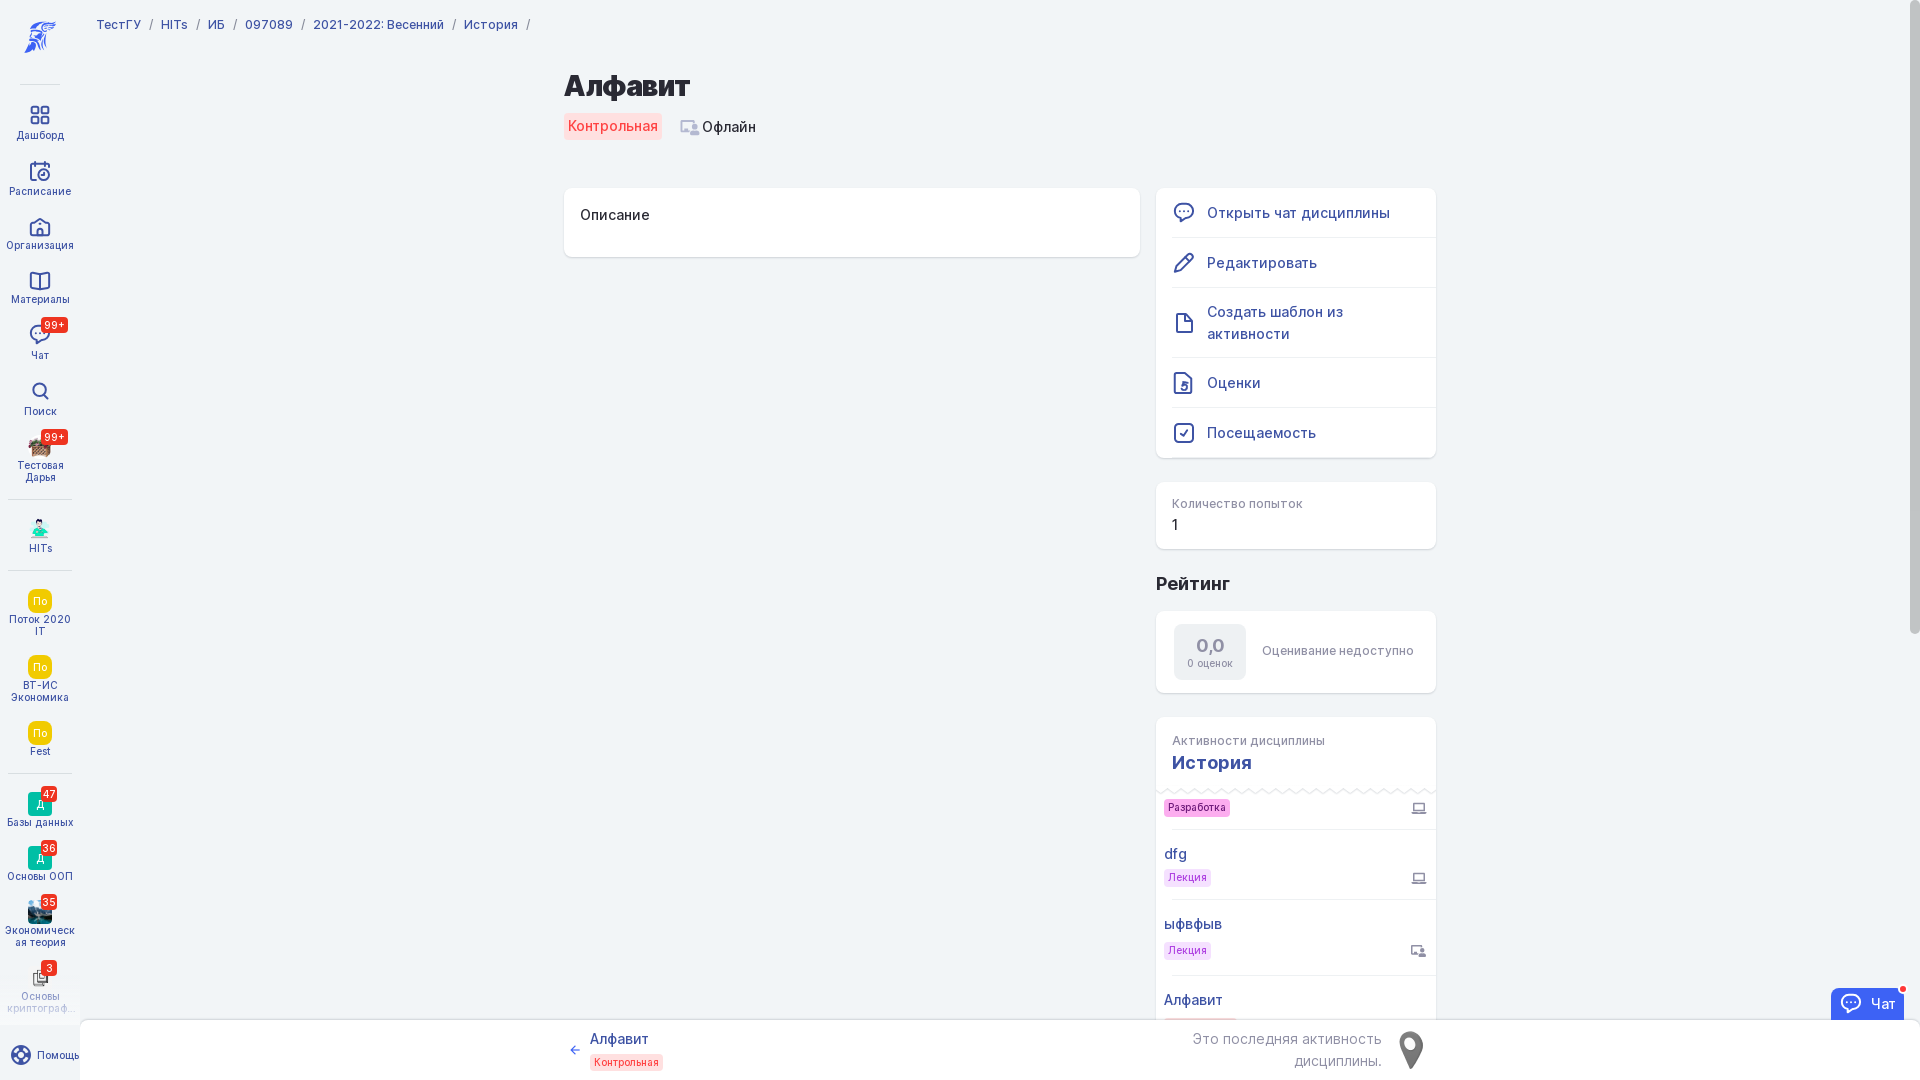 ТестГУ / HITs / ИБ / 097089 / 2021-2022: Весенний / История /
Дашборд
Расписание
Организация
Материалы
99+
Чат
Поиск
99+
Тестовая
Дарья
HITs
По
Поток 2020
IT
По
ВТ-ИС
Экономика
По
Fest
47
Д
Базы данных
36
Д
Основы ООП
35
Экономическ
ая теория
3
Основы
криптограф...
Помощь
Алфавит
Контрольная
Офлайн
Описание
Открыть чат дисциплины
Редактировать
Создать шаблон из
активности
5
Оценки
Посещаемость
Количество попыток
1
Рейтинг
0,0
0 оценок
Оценивание недоступно
Активности дисциплины
История
Разработка
dfg
Лекция
ыфвфыв
Лекция
Алфавит
Алфавит
Контрольная
Это последняя активность
дисциплины.
Чат